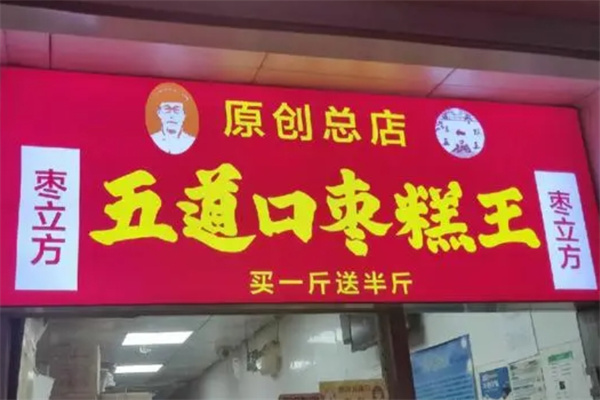 原创总店
枣立方
五道口枣糕王
枣立方
买一斤送半斤